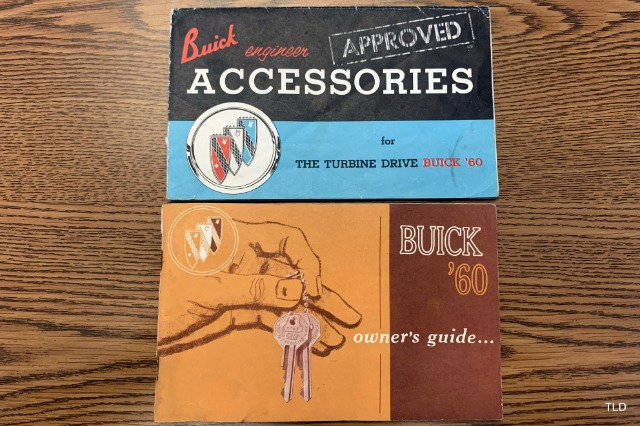 Buick engineer APPROVED
ACCESSORIES
for
THE TURBINE DRIVE BUICK '60
BUICK
'60
owner's guide...
TLD